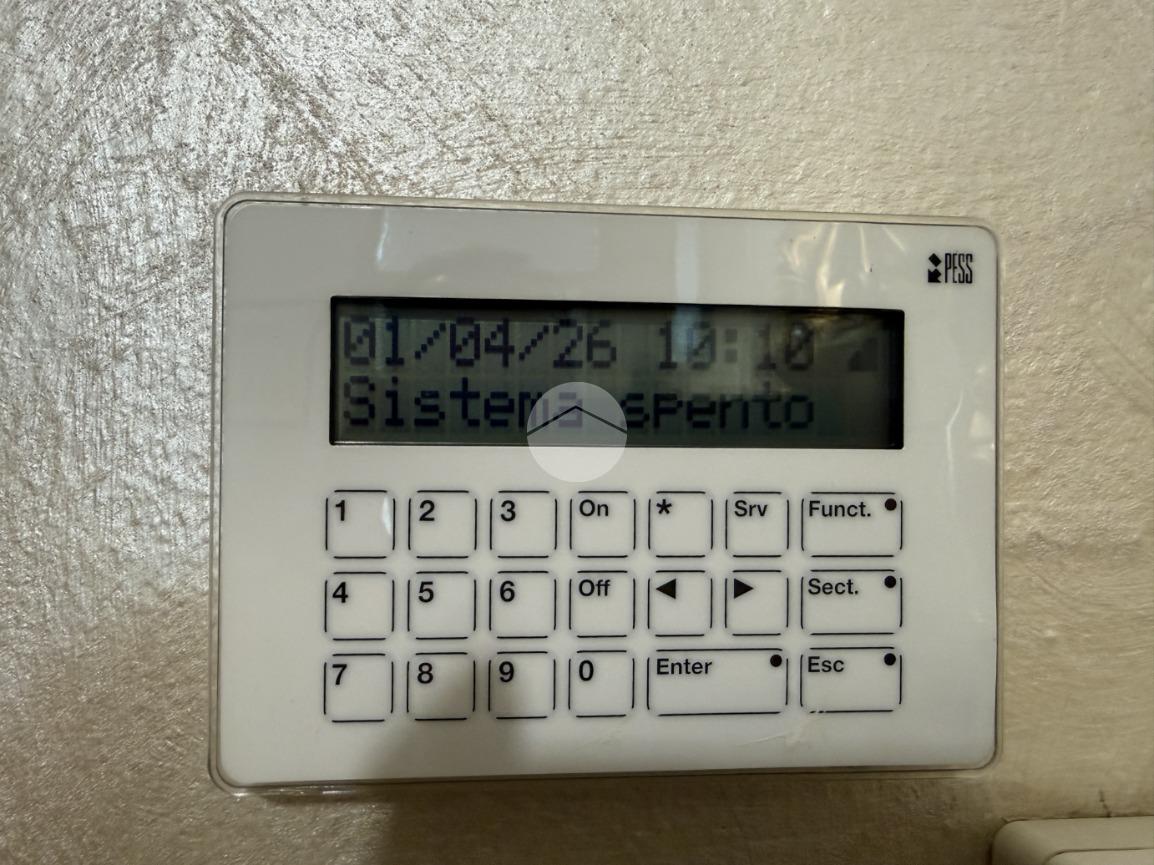 PESS
01/04/26 10:10
Sistema spento
1 2 3 On * Srv Funct.
4 5 6 Off ◀ ▶ Sect.
7 8 9 0 Enter Esc